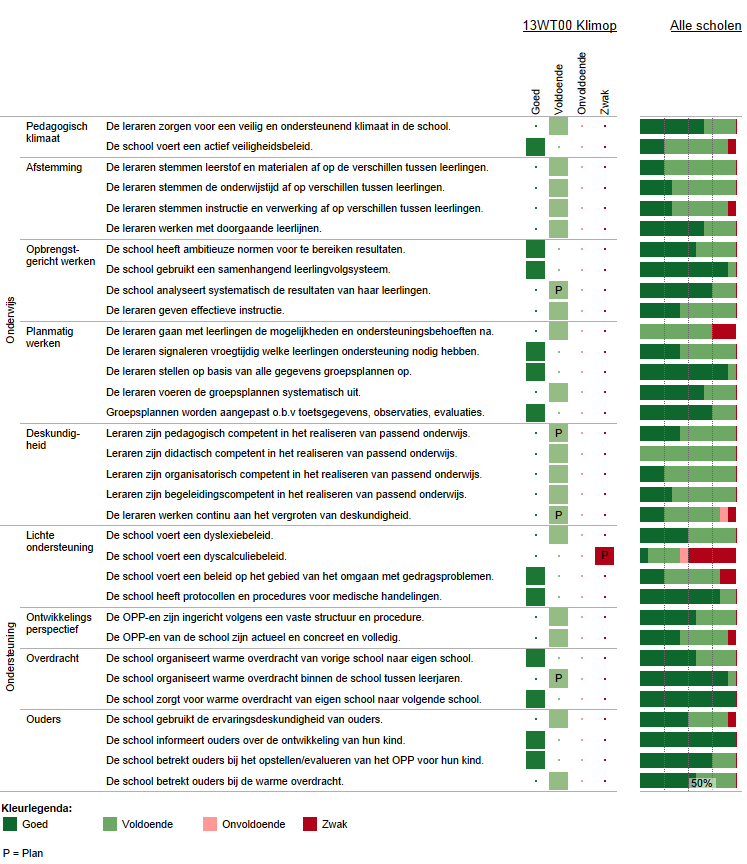 13WT00 Klimop
Alle scholen
Goed
Voldoende
Onvoldoende
Zwak
Onderwijs
Pedagogisch
klimaat
De leraren zorgen voor een veilig en ondersteunend klimaat in de school.
De school voert een actief veiligheidsbeleid.
Afstemming
De leraren stemmen leerstof en materialen af op de verschillen tussen leerlingen.
De leraren stemmen de onderwijstijd af op verschillen tussen leerlingen.
De leraren stemmen instructie en verwerking af op verschillen tussen leerlingen.
De leraren werken met doorgaande leerlijnen.
Opbrengst-
gericht werken
De school heeft ambitieuze normen voor te bereiken resultaten.
De school gebruikt een samenhangend leerlingvolgsysteem.
De school analyseert systematisch de resultaten van haar leerlingen. P
De leraren geven effectieve instructie.
Planmatig
werken
De leraren gaan met leerlingen de mogelijkheden en ondersteuningsbehoeften na.
De leraren signaleren vroegtijdig welke leerlingen ondersteuning nodig hebben.
De leraren stellen op basis van alle gegevens groepsplannen op.
De leraren voeren de groepsplannen systematisch uit.
Groepsplannen worden aangepast o.b.v toetsgegevens, observaties, evaluaties.
Deskundig-
heid
Leraren zijn pedagogisch competent in het realiseren van passend onderwijs. P
Leraren zijn didactisch competent in het realiseren van passend onderwijs.
Leraren zijn organisatorisch competent in het realiseren van passend onderwijs.
Leraren zijn begeleidingscompetent in het realiseren van passend onderwijs.
De leraren werken continu aan het vergroten van deskundigheid. P
Ondersteuning
Lichte
ondersteuning
De school voert een dyslexiebeleid.
De school voert een dyscalculiebeleid. P
De school voert een beleid op het gebied van het omgaan met gedragsproblemen.
De school heeft protocollen en procedures voor medische handelingen.
Ontwikkelings
perspectief
De OPP-en zijn ingericht volgens een vaste structuur en procedure.
De OPP-en van de school zijn actueel en concreet en volledig.
Overdracht
De school organiseert warme overdracht van vorige school naar eigen school.
De school organiseert warme overdracht binnen de school tussen leerjaren. P
De school zorgt voor warme overdracht van eigen school naar volgende school.
Ouders
De school gebruikt de ervaringsdeskundigheid van ouders.
De school informeert ouders over de ontwikkeling van hun kind.
De school betrekt ouders bij het opstellen/evalueren van het OPP voor hun kind.
De school betrekt ouders bij de warme overdracht.
50%
Kleurlegenda:
Goed Voldoende Onvoldoende Zwak
P = Plan